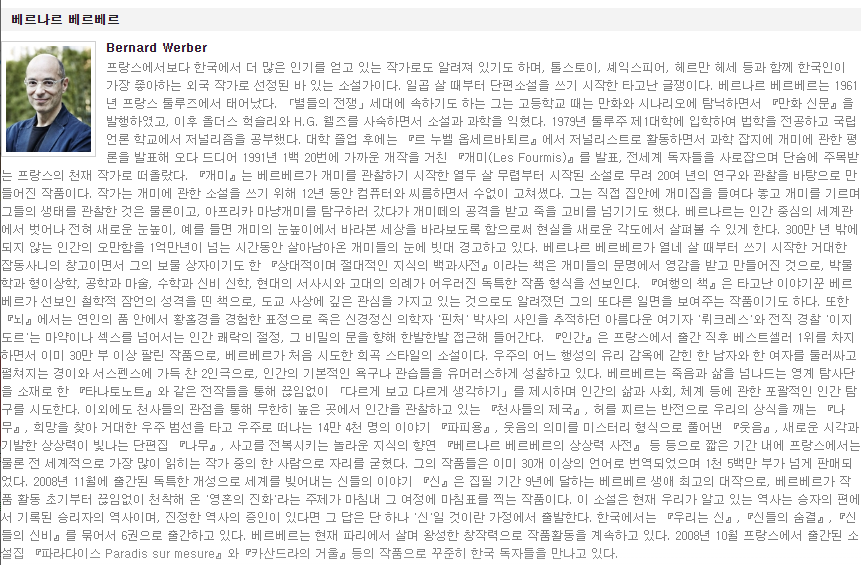 베르나르 베르베르
Bernard Werber
프랑스에서보다 한국에서 더 많은 인기를 얻고 있는 작가로도 알려져 있기도 하며, 톨스토이, 셰익스피어, 헤르만 헤세 등과 함께 한국인이
가장 좋아하는 외국 작가로 선정된 바 있는 소설가이다. 일곱 살 때부터 단편소설을 쓰기 시작한 타고난 글쟁이다. 베르나르 베르베르는 1961
년 프랑스 툴루즈에서 태어났다. 「별들의 전쟁」세대에 속하기도 하는 그는 고등학교 때는 만화와 시나리오에 탐닉하면서 『만화 신문』을
발행하였고, 이후 올더스 헉슬리와 H.G. 웰즈를 사숙하면서 소설과 과학을 익혔다. 1979년 툴루주 제1대학에 입학하여 법학을 전공하고 국립
언론 학교에서 저널리즘을 공부했다. 대학 졸업 후에는 『르 누벨 옵세르바퇴르』에서 저널리스트로 활동하면서 과학 잡지에 개미에 관한 평
론을 발표해 오다 드디어 1991년 1백 20번에 가까운 개작을 거친 『개미(Les Fourmis)』를 발표, 전세계 독자들을 사로잡으며 단숨에 주목받
는 프랑스의 천재 작가로 떠올랐다. 『개미』는 베르베르가 개미를 관찰하기 시작한 열두 살 무렵부터 시작된 소설로 무려 20여 년의 연구와 관찰을 바탕으로 만
들어진 작품이다. 작가는 개미에 관한 소설을 쓰기 위해 12년 동안 컴퓨터와 씨름하면서 수없이 고쳐썼다. 그는 직접 집안에 개미집을 들여다 놓고 개미를 기르며
그들의 생태를 관찰한 것은 물론이고, 아프리카 마냥개미를 탐구하러 갔다가 개미떼의 공격을 받고 죽을 고비를 넘기기도 했다. 베르나르는 인간 중심의 세계관
에서 벗어나 전혀 새로운 눈높이, 예를 들면 개미의 눈높이에서 바라본 세상을 바라보도록 함으로써 현실을 새로운 각도에서 살펴볼 수 있게 한다. 300만 년 밖에
되지 않는 인간의 오만함을 1억만년이 넘는 시간동안 살아남아온 개미들의 눈에 빗대 경고하고 있다. 베르나르 베르베르가 열네 살 때부터 쓰기 시작한 거대한
잡동사니의 창고이면서 그의 보물 상자이기도 한 『상대적이며 절대적인 지식의 백과사전』이라는 책은 개미들의 문명에서 영감을 받고 만들어진 것으로, 박물
학과 형이상학, 공학과 마술, 수학과 신비 신학, 현대의 서사시와 고대의 의례가 어우러진 독특한 작품 형식을 선보인다. 『여행의 책』은 타고난 이야기꾼 베르
베르가 선보인 철학적 잠언의 성격을 띤 책으로, 도교 사상에 깊은 관심을 가지고 있는 것으로도 알려졌던 그의 또다른 일면을 보여주는 작품이기도 하다. 또한
『뇌』에서는 연인의 품 안에서 황홀경을 경험한 표정으로 죽은 신경정신 의학자 '핀처' 박사의 사인을 추적하던 아름다운 여기자 '뤼크레스'와 전직 경찰 '이지
도르'는 마약이나 섹스를 넘어서는 인간 쾌락의 절정, 그 비밀의 문을 향해 한발한발 접근해 들어간다. 『인간』은 프랑스에서 출간 직후 베스트셀러 1위를 차지
하면서 이미 30만 부 이상 팔린 작품으로, 베르베르가 처음 시도한 희곡 스타일의 소설이다. 우주의 어느 행성의 유리 감옥에 갇힌 한 남자와 한 여자를 둘러싸고
펼쳐지는 경이와 서스펜스에 가득 찬 2인극으로, 인간의 기본적인 욕구나 관습들을 유머러스하게 성찰하고 있다. 베르베르는 죽음과 삶을 넘나드는 영계 탐사단
을 소재로 한 『타나토노트』와 같은 전작들을 통해 끊임없이 「다르게 보고 다르게 생각하기」를 제시하며 인간의 삶과 사회, 체계 등에 관한 포괄적인 인간 탐
구를 시도한다. 이외에도 천사들의 관점을 통해 무한히 높은 곳에서 인간을 관찰하고 있는 『천사들의 제국』, 허를 찌르는 반전으로 우리의 상식을 깨는 『나
무』, 희망을 찾아 거대한 우주 범선을 타고 우주로 떠나는 14만 4천 명의 이야기 『파피용』, 웃음의 의미를 미스터리 형식으로 풀어낸 『웃음』, 새로운 시각과
기발한 상상력이 빛나는 단편집 『나무』, 사고를 전복시키는 놀라운 지식의 향연 『베르나르 베르베르의 상상력 사전』 등 등으로 짧은 기간 내에 프랑스에서는
물론 전 세계적으로 가장 많이 읽히는 작가 중의 한 사람으로 자리를 굳혔다. 그의 작품들은 이미 30개 이상의 언어로 번역되었으며 1천 5백만 부가 넘게 판매되
었다. 2008년 11월에 출간된 독특한 개성으로 세계를 빚어내는 신들의 이야기 『신』은 집필 기간 9년에 달하는 베르베르 생애 최고의 대작으로, 베르베르가 작
품 활동 초기부터 끊임없이 천착해 온 '영혼의 진화'라는 주제가 마침내 그 여정에 마침표를 찍는 작품이다. 이 소설은 현재 우리가 알고 있는 역사는 승자의 편에
서 기록된 승리자의 역사이며, 진정한 역사의 증인이 있다면 그 답은 단 하나 '신'일 것이란 가정에서 출발한다. 한국에서는 『우리는 신』, 『신들의 숨결』, 『신
들의 신비』를 묶어서 6권으로 출간하고 있다. 베르베르는 현재 파리에서 살며 왕성한 창작력으로 작품활동을 계속하고 있다. 2008년 10월 프랑스에서 출간된 소
설집 『파라다이스 Paradis sur mesure』와 『카산드라의 거울』등의 작품으로 꾸준히 한국 독자들을 만나고 있다.